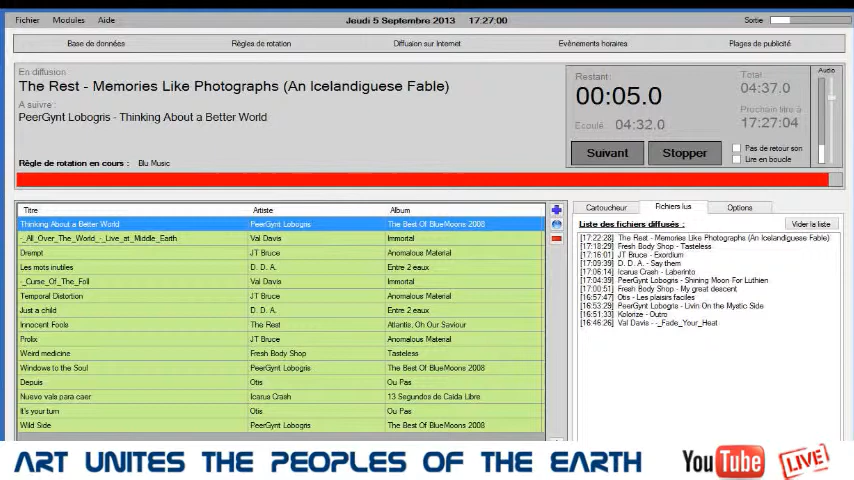 Fichier Modules Aide Jeudi 5 Septembre 2013 17:27:00 Sortie
Base de données Règles de rotation Diffusion sur Internet Evènements horaires Plages de publicité
En diffusion
The Rest - Memories Like Photographs (An Icelandiguese Fable)
A suivre :
PeerGynt Lobogris - Thinking About a Better World
Règle de rotation en cours : Blu Music
Restant :
00:05.0
Ecoulé : 04:32.0
Total :
04:37.0
Prochain titre à
17:27:04
Suivant Stopper
Pas de retour son
Lire en boucle
Audio
Titre Artiste Album
Thinking About a Better World PeerGynt Lobogris The Best Of BlueMoons 2008
-_All_Over_The_World_-_Live_at_Middle_Earth Val Davis Immortal
Drempt JT Bruce Anomalous Material
Les mots inutiles D. D. A. Entre 2 eaux
-_Curse_Of_The_Foll Val Davis Immortal
Temporal Distortion JT Bruce Anomalous Material
Just a child D. D. A. Entre 2 eaux
Innocent Fools The Rest Atlantis, Oh Our Saviour
Prolix JT Bruce Anomalous Material
Weird medicine Fresh Body Shop Tasteless
Windows to the Soul PeerGynt Lobogris The Best Of BlueMoons 2008
Depuis Otis Ou Pas
Nuevo vals para caer Icarus Crash 13 Segundos de Caida Libre
It's your turn Otis Ou Pas
Wild Side PeerGynt Lobogris The Best Of BlueMoons 2008
Cartoucheur Fichiers lus Options
Liste des fichiers diffusés : Vider la liste
[17:22:28] The Rest - Memories Like Photographs (An Icelandiguese Fable)
[17:18:29] Fresh Body Shop - Tasteless
[17:16:01] JT Bruce - Exordium
[17:09:39] D. D. A. - Say them
[17:06:14] Icarus Crash - Laberinto
[17:04:39] PeerGynt Lobogris - Shining Moon For Luthien
[17:00:51] Fresh Body Shop - My great descent
[16:57:47] Otis - Les plaisirs faciles
[16:53:29] PeerGynt Lobogris - Livin On the Mystic Side
[16:51:33] Kolorize - Outro
[16:46:26] Val Davis - -_Fade_Your_Heat
ART UNITES THE PEOPLES OF THE EARTH YouTube LIVE